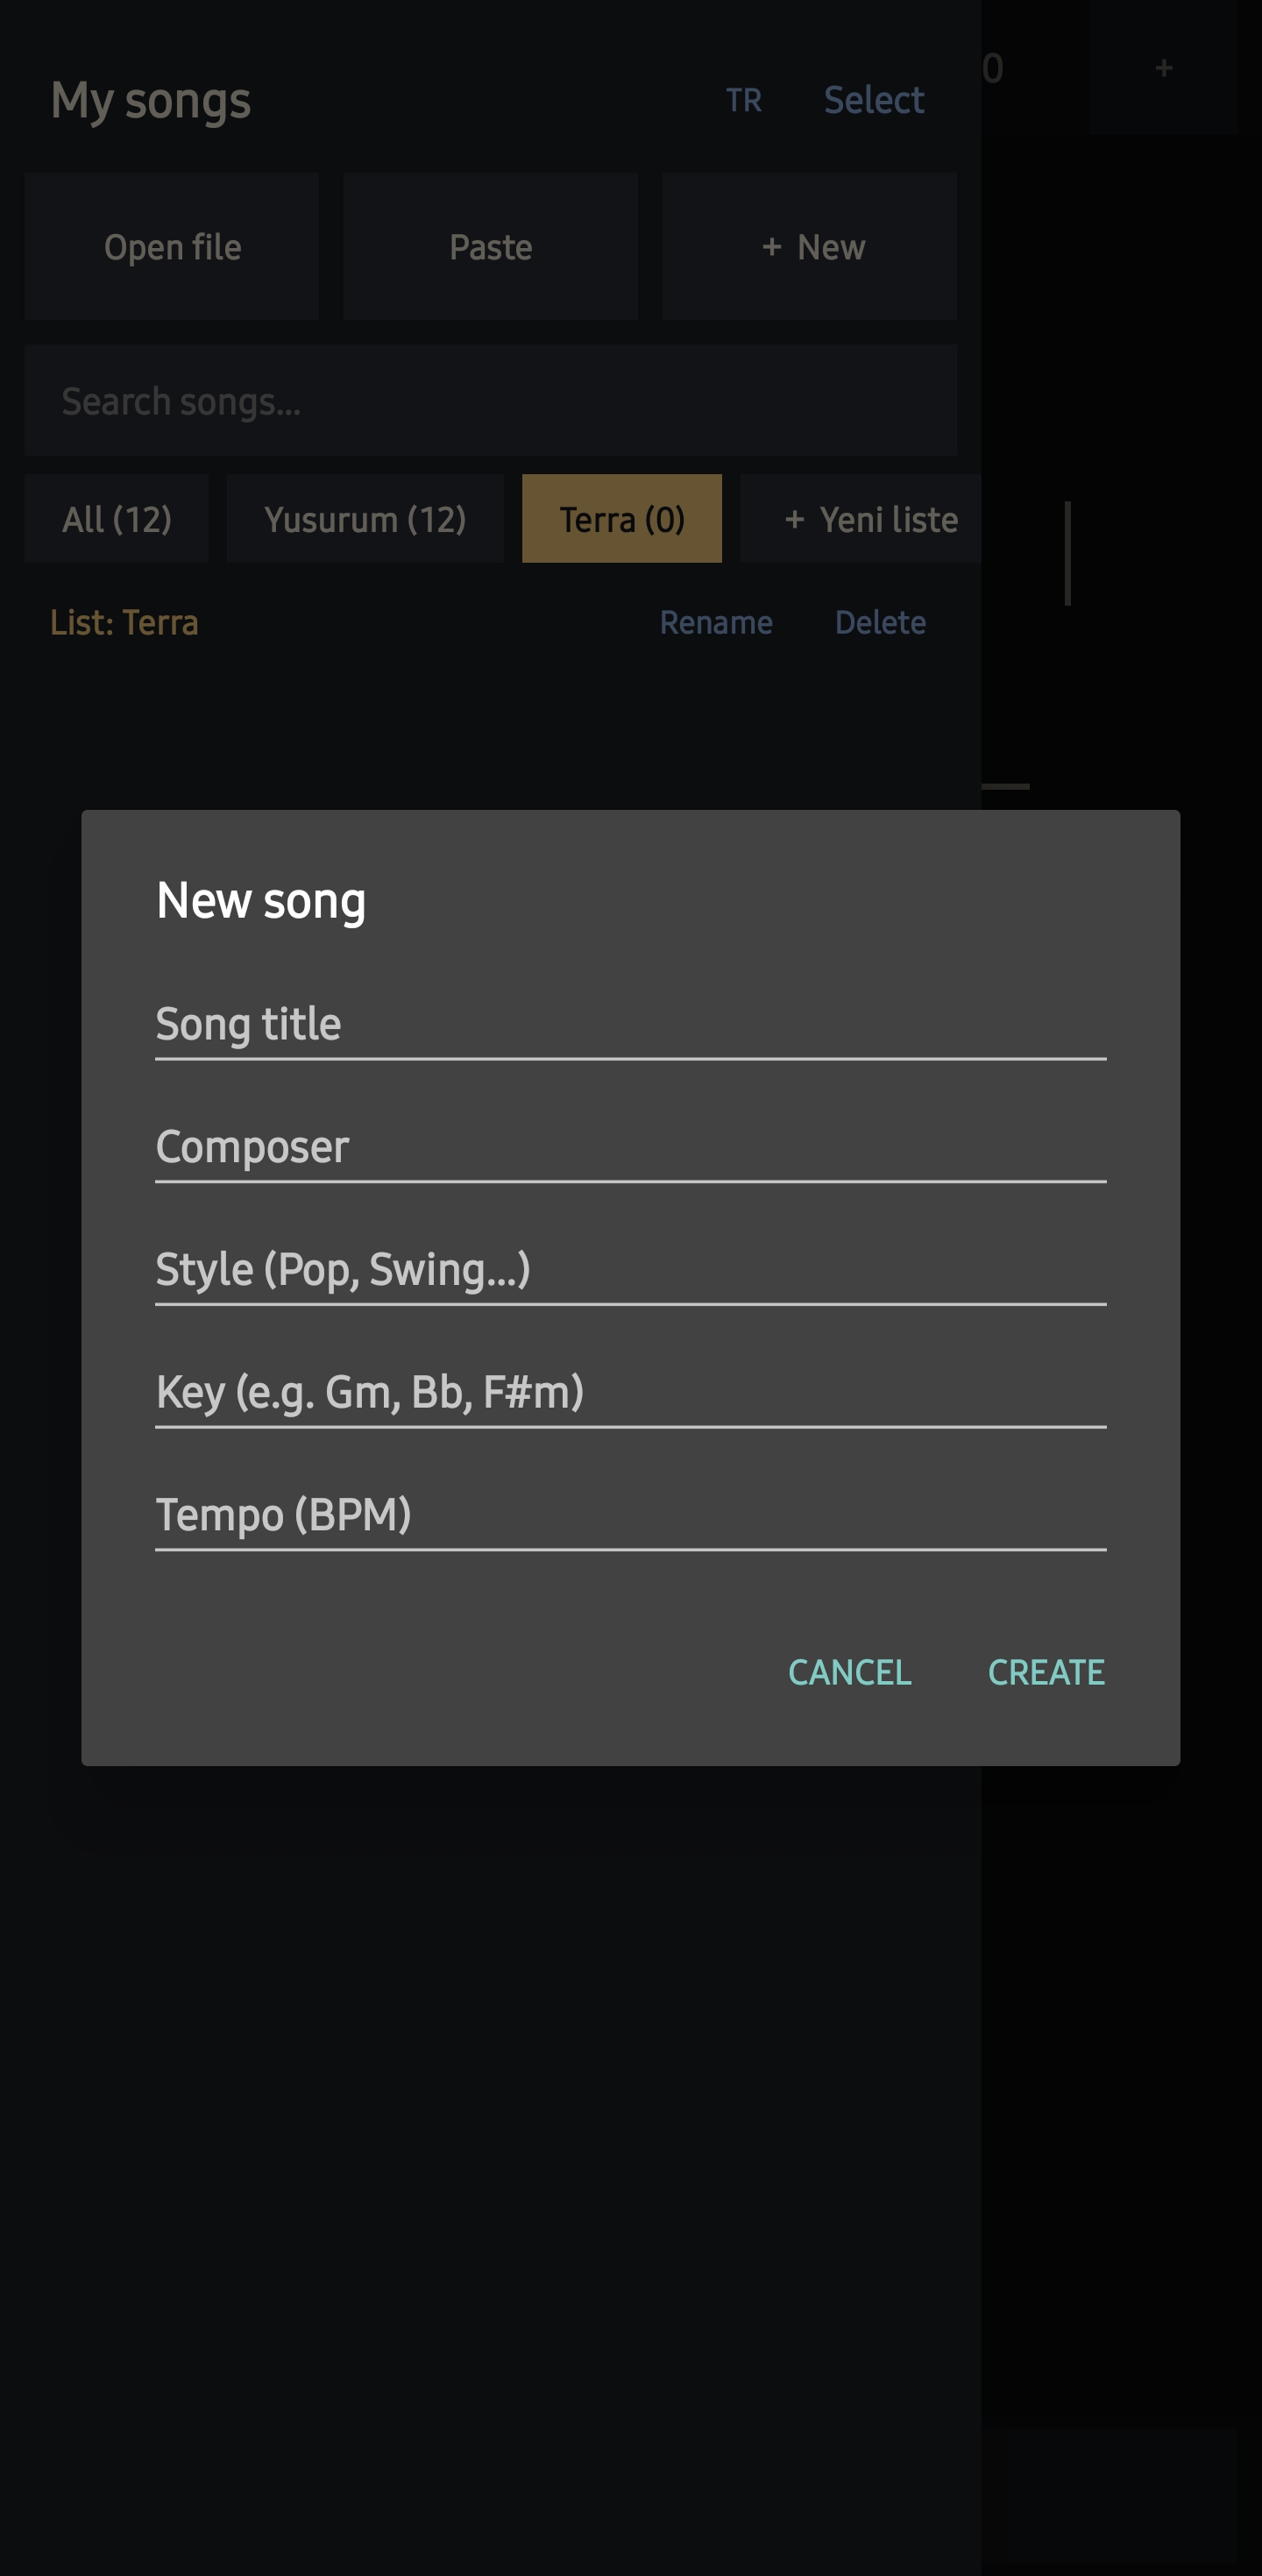 My songs TR Select
0 +
Open file Paste + New
Search songs...
All (12) Yusurum (12) Terra (0) + Yeni liste
List: Terra Rename Delete
New song
Song title
Composer
Style (Pop, Swing...)
Key (e.g. Gm, Bb, F#m)
Tempo (BPM)
CANCEL CREATE